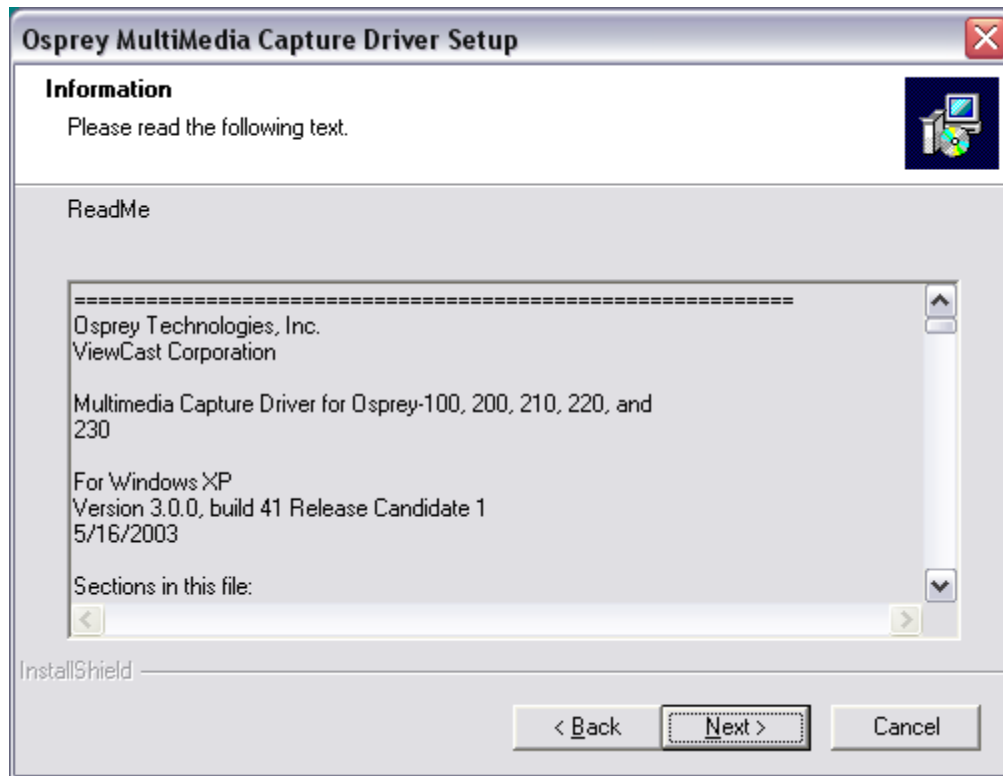 Osprey MultiMedia Capture Driver Setup
Information
Please read the following text.
ReadMe
============================================================
Osprey Technologies, Inc.
ViewCast Corporation
Multimedia Capture Driver for Osprey-100, 200, 210, 220, and
230
For Windows XP
Version 3.0.0, build 41 Release Candidate 1
5/16/2003
Sections in this file:
InstallShield
< Back
Next >
Cancel